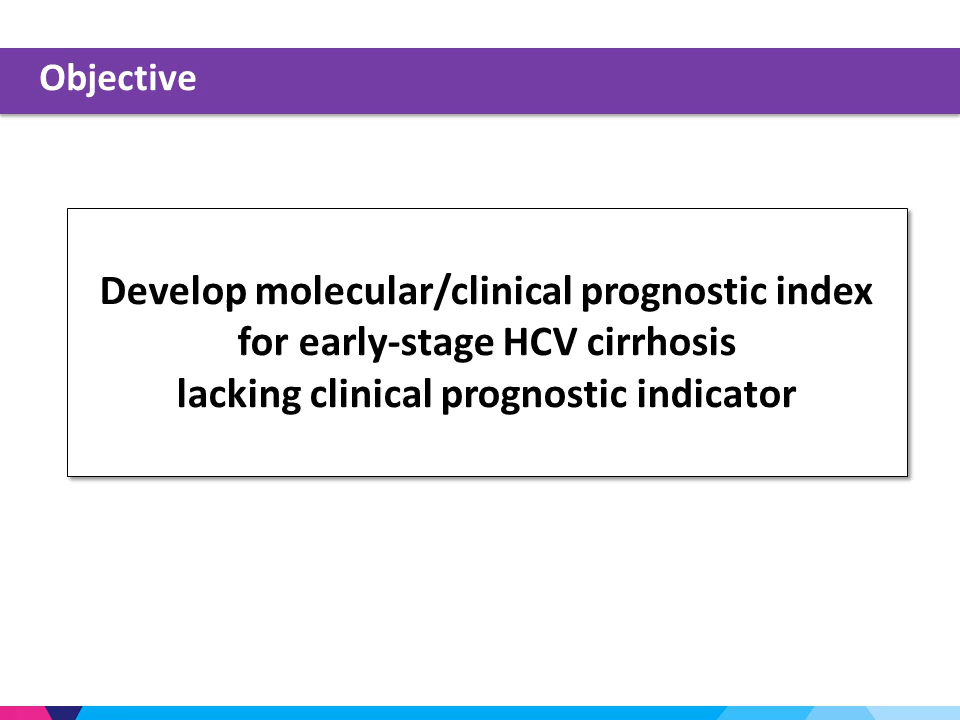 Objective
Develop molecular/clinical prognostic index
for early-stage HCV cirrhosis
lacking clinical prognostic indicator